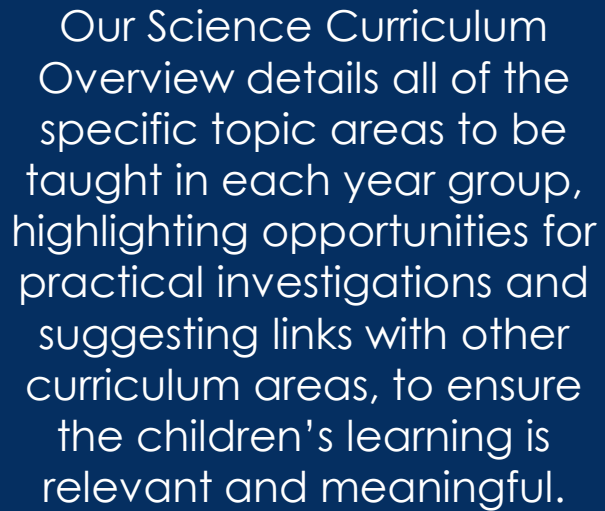 Our Science Curriculum
Overview details all of the
specific topic areas to be
taught in each year group,
highlighting opportunities for
practical investigations and
suggesting links with other
curriculum areas, to ensure
the children’s learning is
relevant and meaningful.